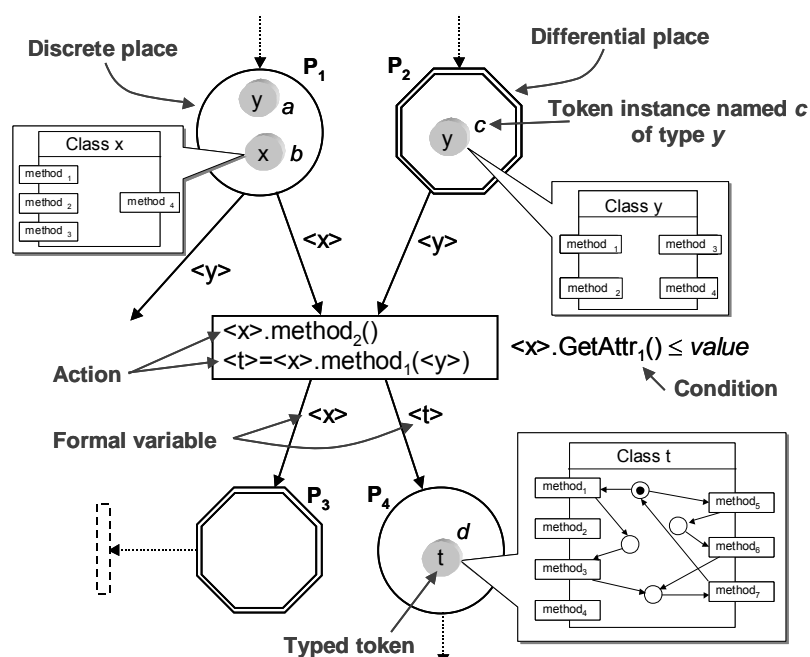 Discrete place
P1
P2
Differential place
y a
x b
y c
Token instance named c
of type y
Class x
method 1
method 2
method 3
method 4
Class y
method 1
method 2
method 3
method 4
<y>
<x>
<y>
<x>.method2()
<t>=<x>.method1(<y>)
<x>.GetAttr1() ≤ value
Action
Condition
Formal variable
<x>
<t>
P3
P4
d
t
Typed token
Class t
method1
method2
method3
method4
method5
method6
method7